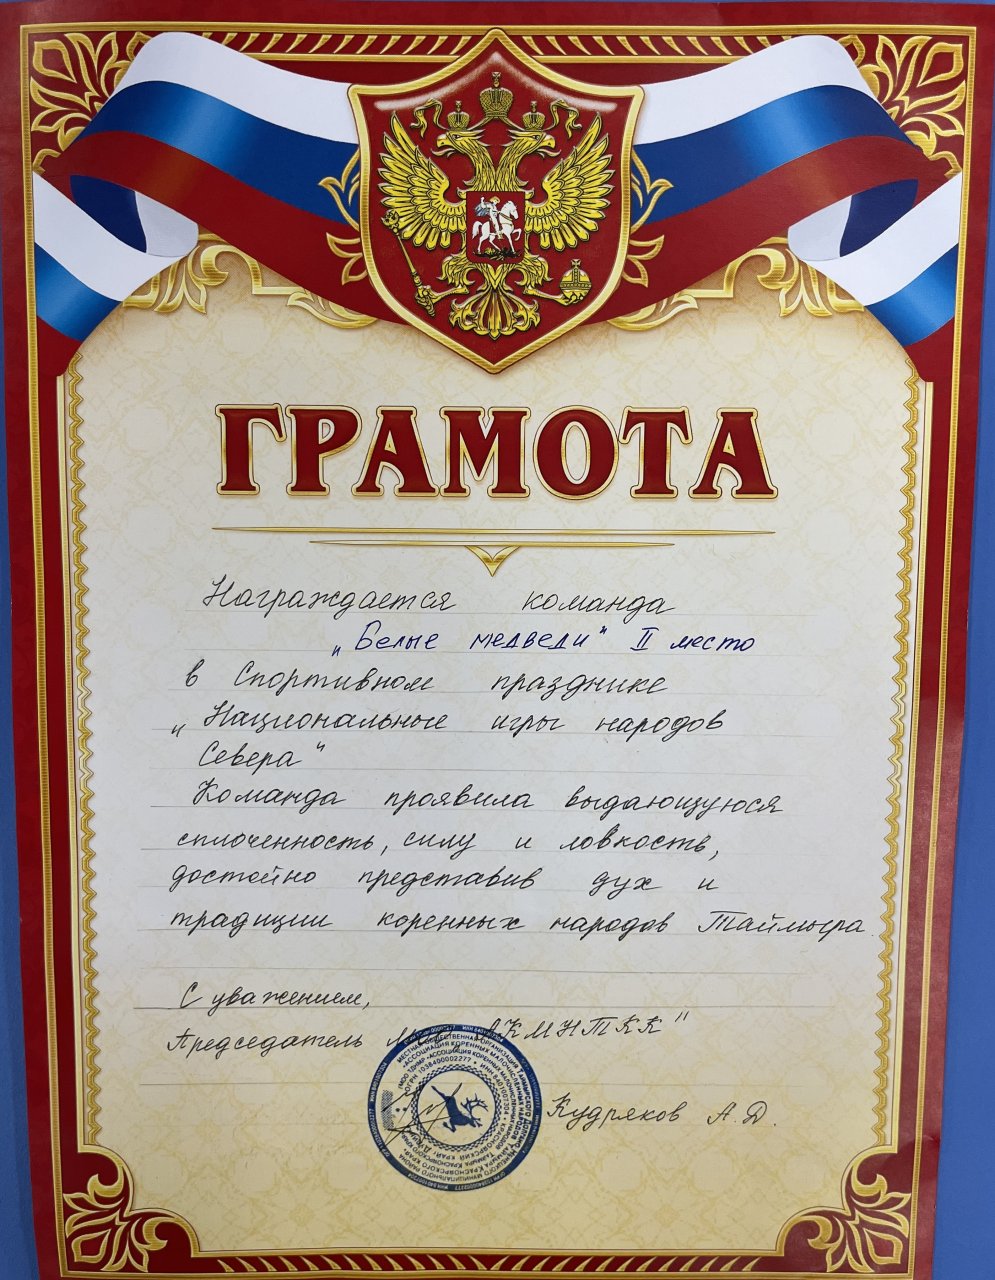 ГРАМОТА
Награждается команда
„Белые медведи" II место
в Спортивном празднике
„Национальные игры народов
Севера"
Команда проявила выдающуюся
сплоченность, силу и ловкость,
достойно представив дух и
традиции коренных народов Таймыра.
С уважением,
Председатель АКМНТКК"
Кудряков А.Д.